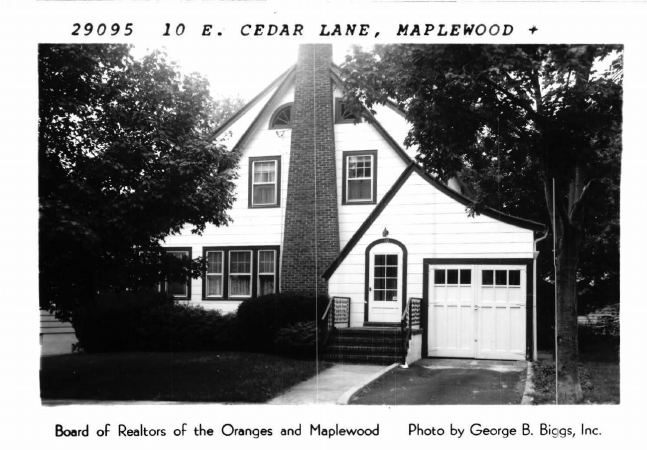 29095 10 E. CEDAR LANE, MAPLEWOOD +
Board of Realtors of the Oranges and Maplewood Photo by George B. Biggs, Inc.